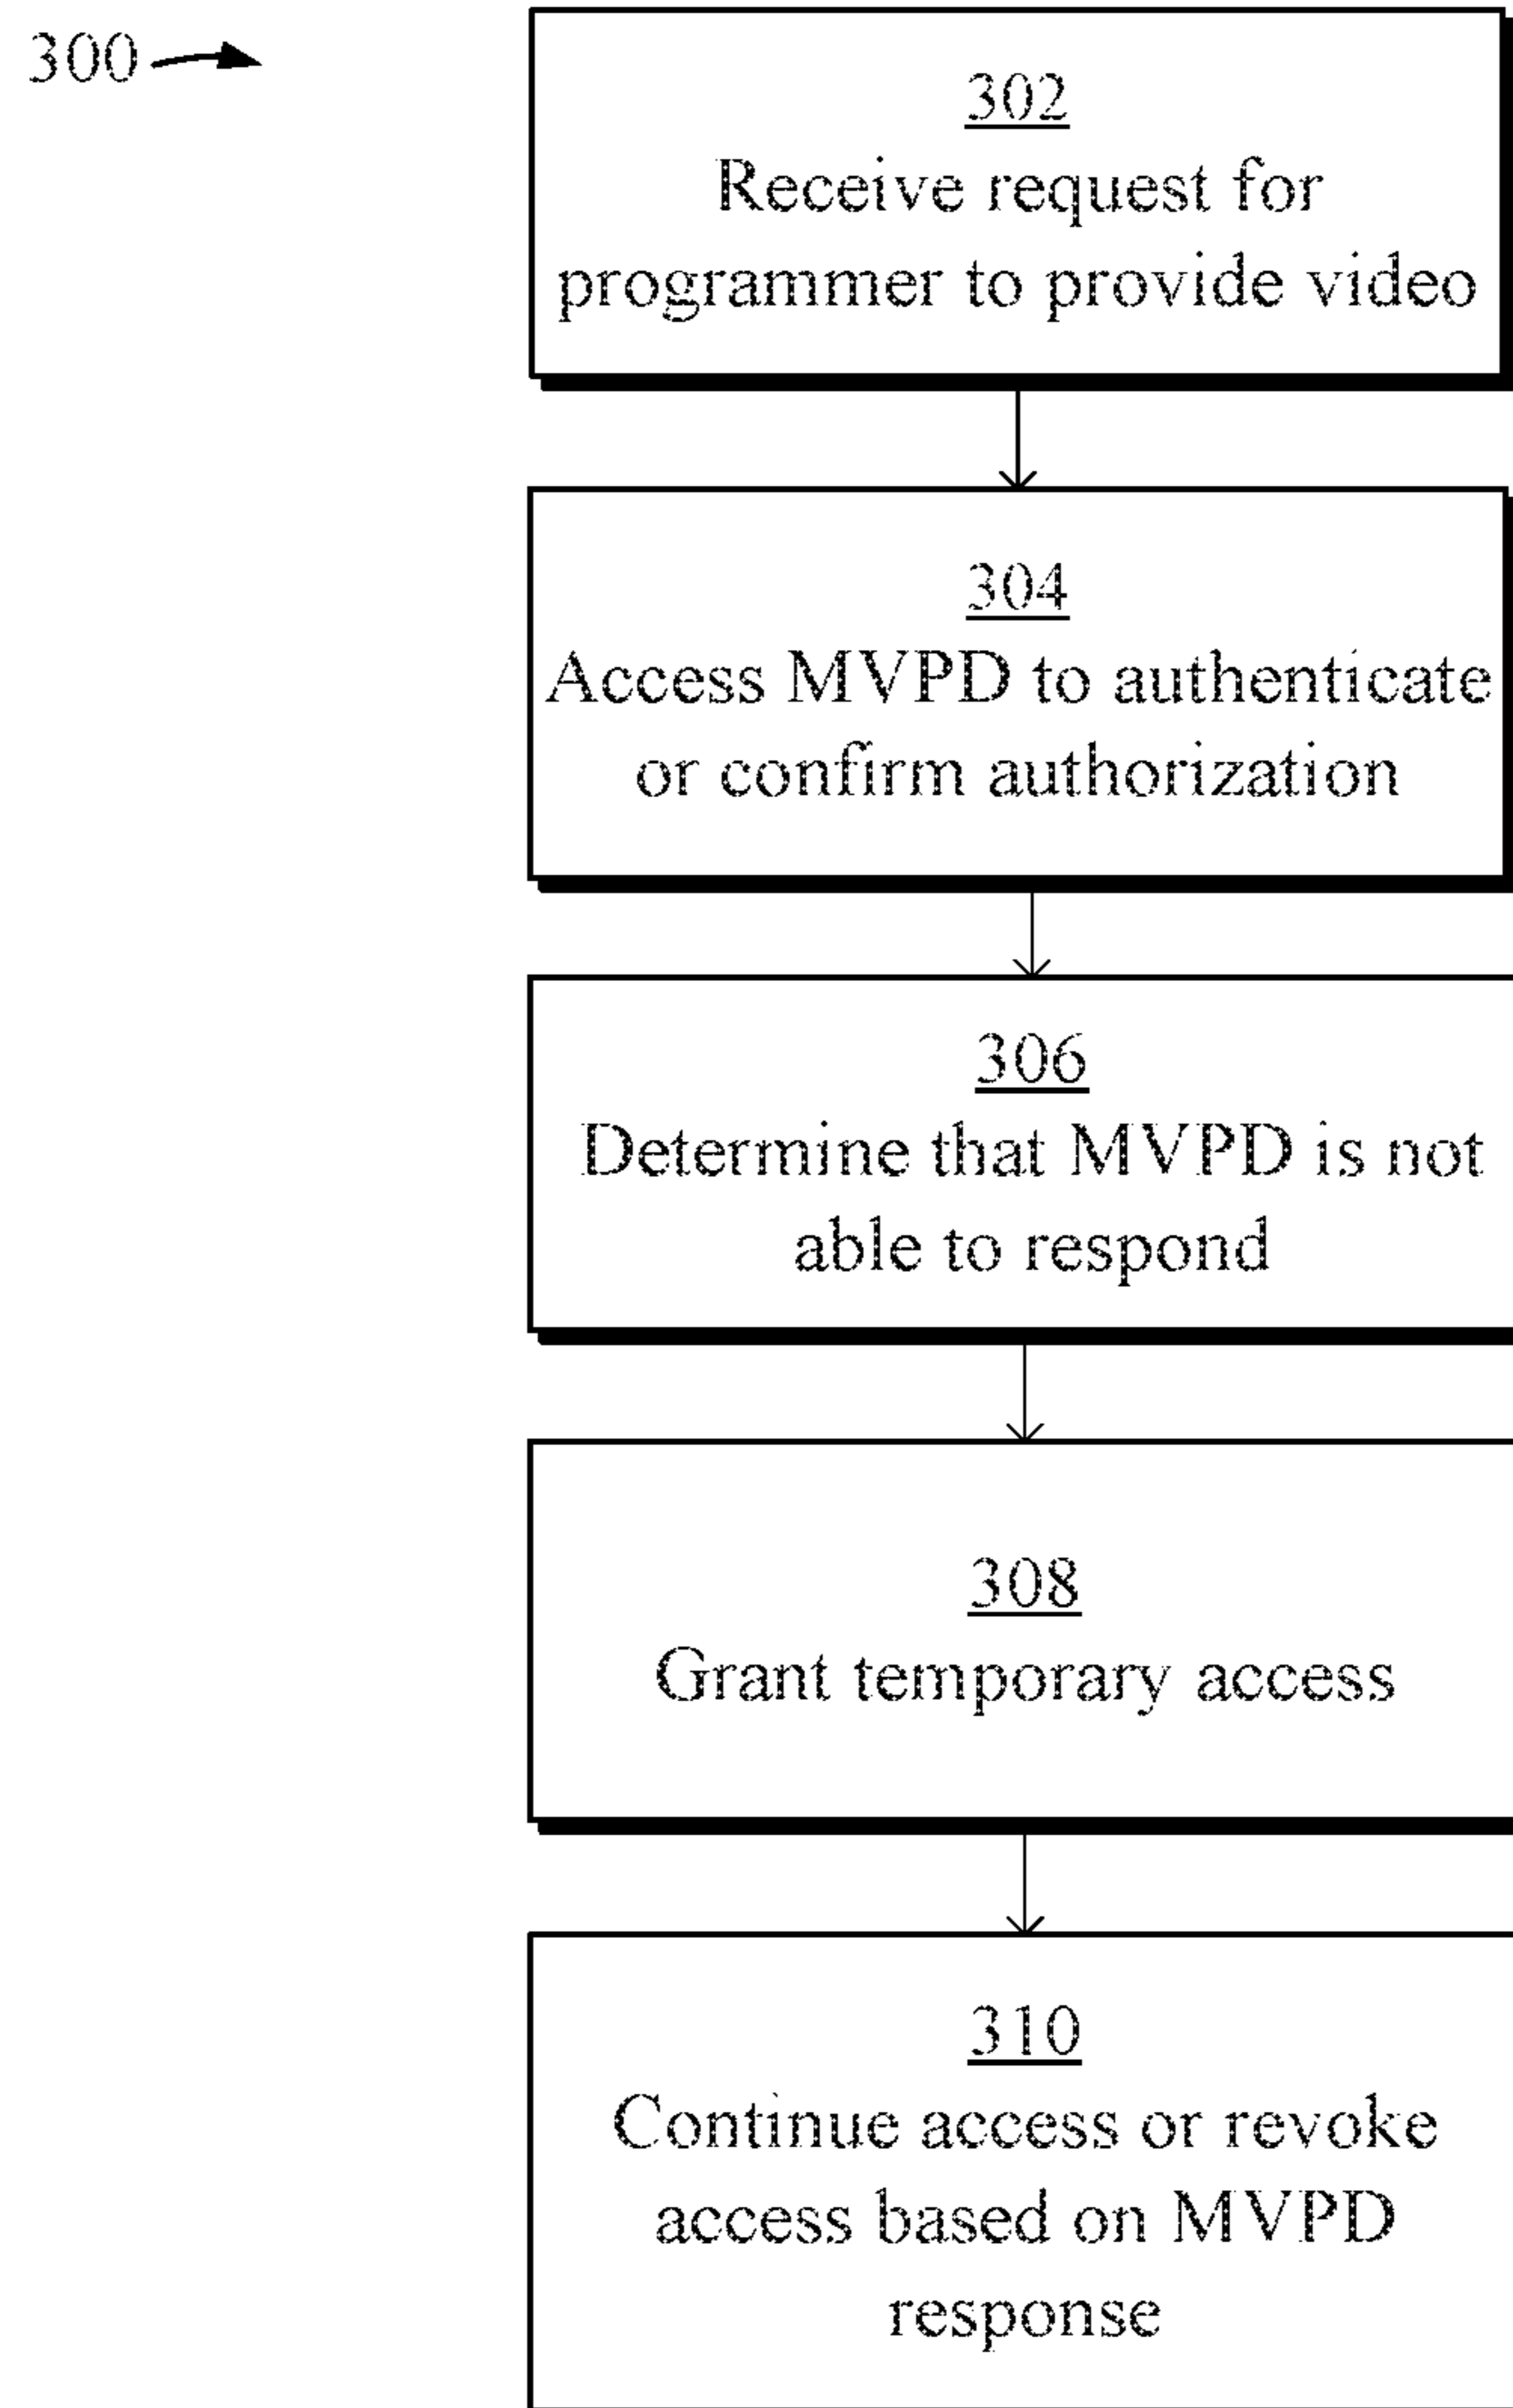 300
302
Receive request for
programmer to provide video
304
Access MVPD to authenticate
or confirm authorization
306
Determine that MVPD is not
able to respond
308
Grant temporary access
310
Continue access or revoke
access based on MVPD
response